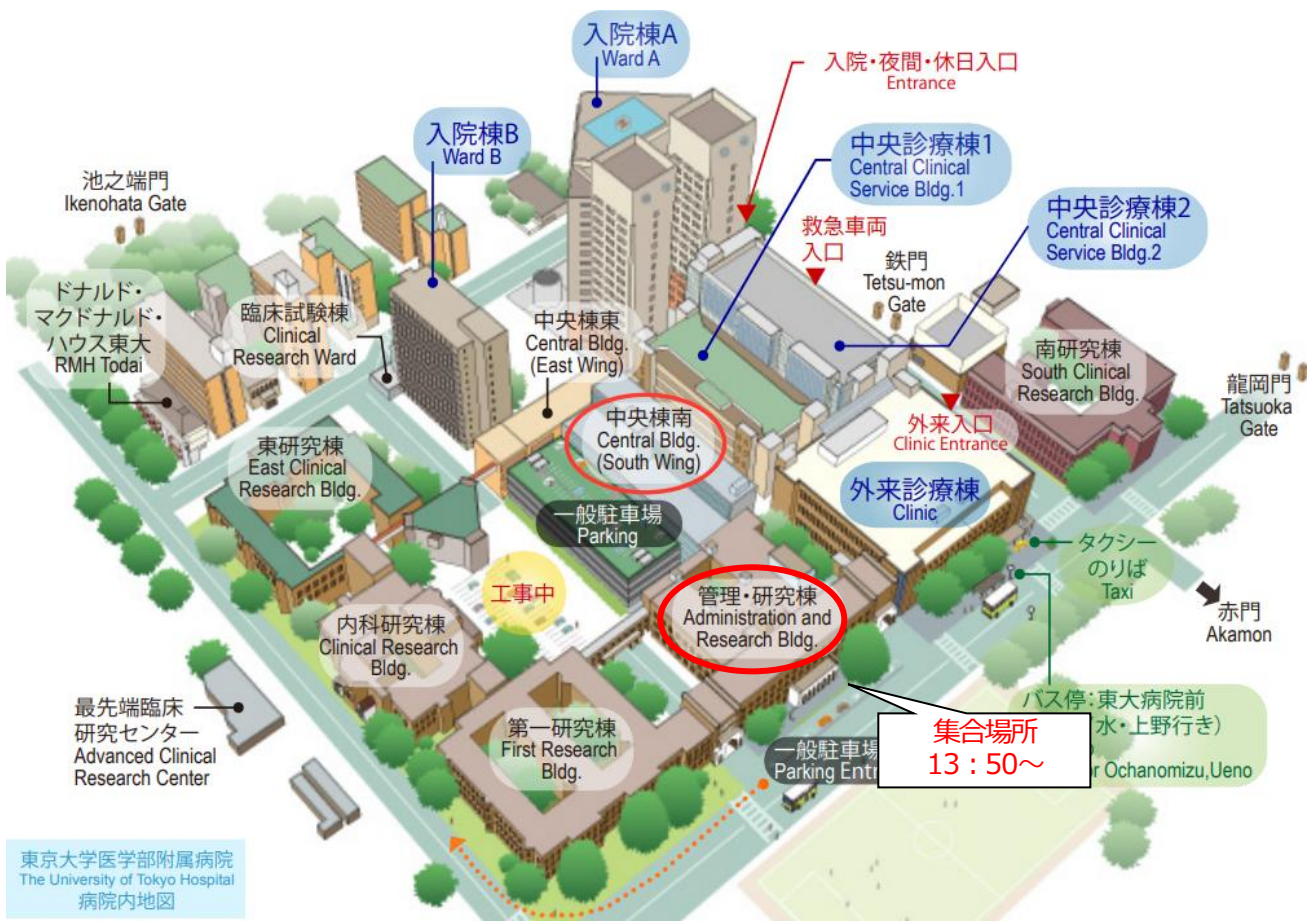 入院棟A
Ward A
入院・夜間・休日入口
Entrance
入院棟B
Ward B
中央診療棟1
Central Clinical
Service Bldg.1
池之端門
Ikenohata Gate
中央診療棟2
Central Clinical
Service Bldg.2
救急車両
入口
鉄門
Tetsu-mon
Gate
ドナルド・
マクドナルド・
ハウス東大
RMH Todai
臨床試験棟
Clinical
Research Ward
中央棟東
Central Bldg.
(East Wing)
南研究棟
South Clinical
Research Bldg.
龍岡門
Tatsuoka
Gate
中央棟南
Central Bldg.
(South Wing)
外来入口
Clinic Entrance
東研究棟
East Clinical
Research Bldg.
外来診療棟
Clinic
一般駐車場
Parking
タクシー
のりば
Taxi
工事中
管理・研究棟
Administration and
Research Bldg.
赤門
Akamon
内科研究棟
Clinical Research
Bldg.
最先端臨床
研究センター
Advanced Clinical
Research Center
第一研究棟
First Research
Bldg.
バス停:東大病院前
水・上野行き)
or Ochanomizu,Ueno
集合場所
13：50～
一般駐車場
Parking Entr
東京大学医学部附属病院
The University of Tokyo Hospital
病院内地図